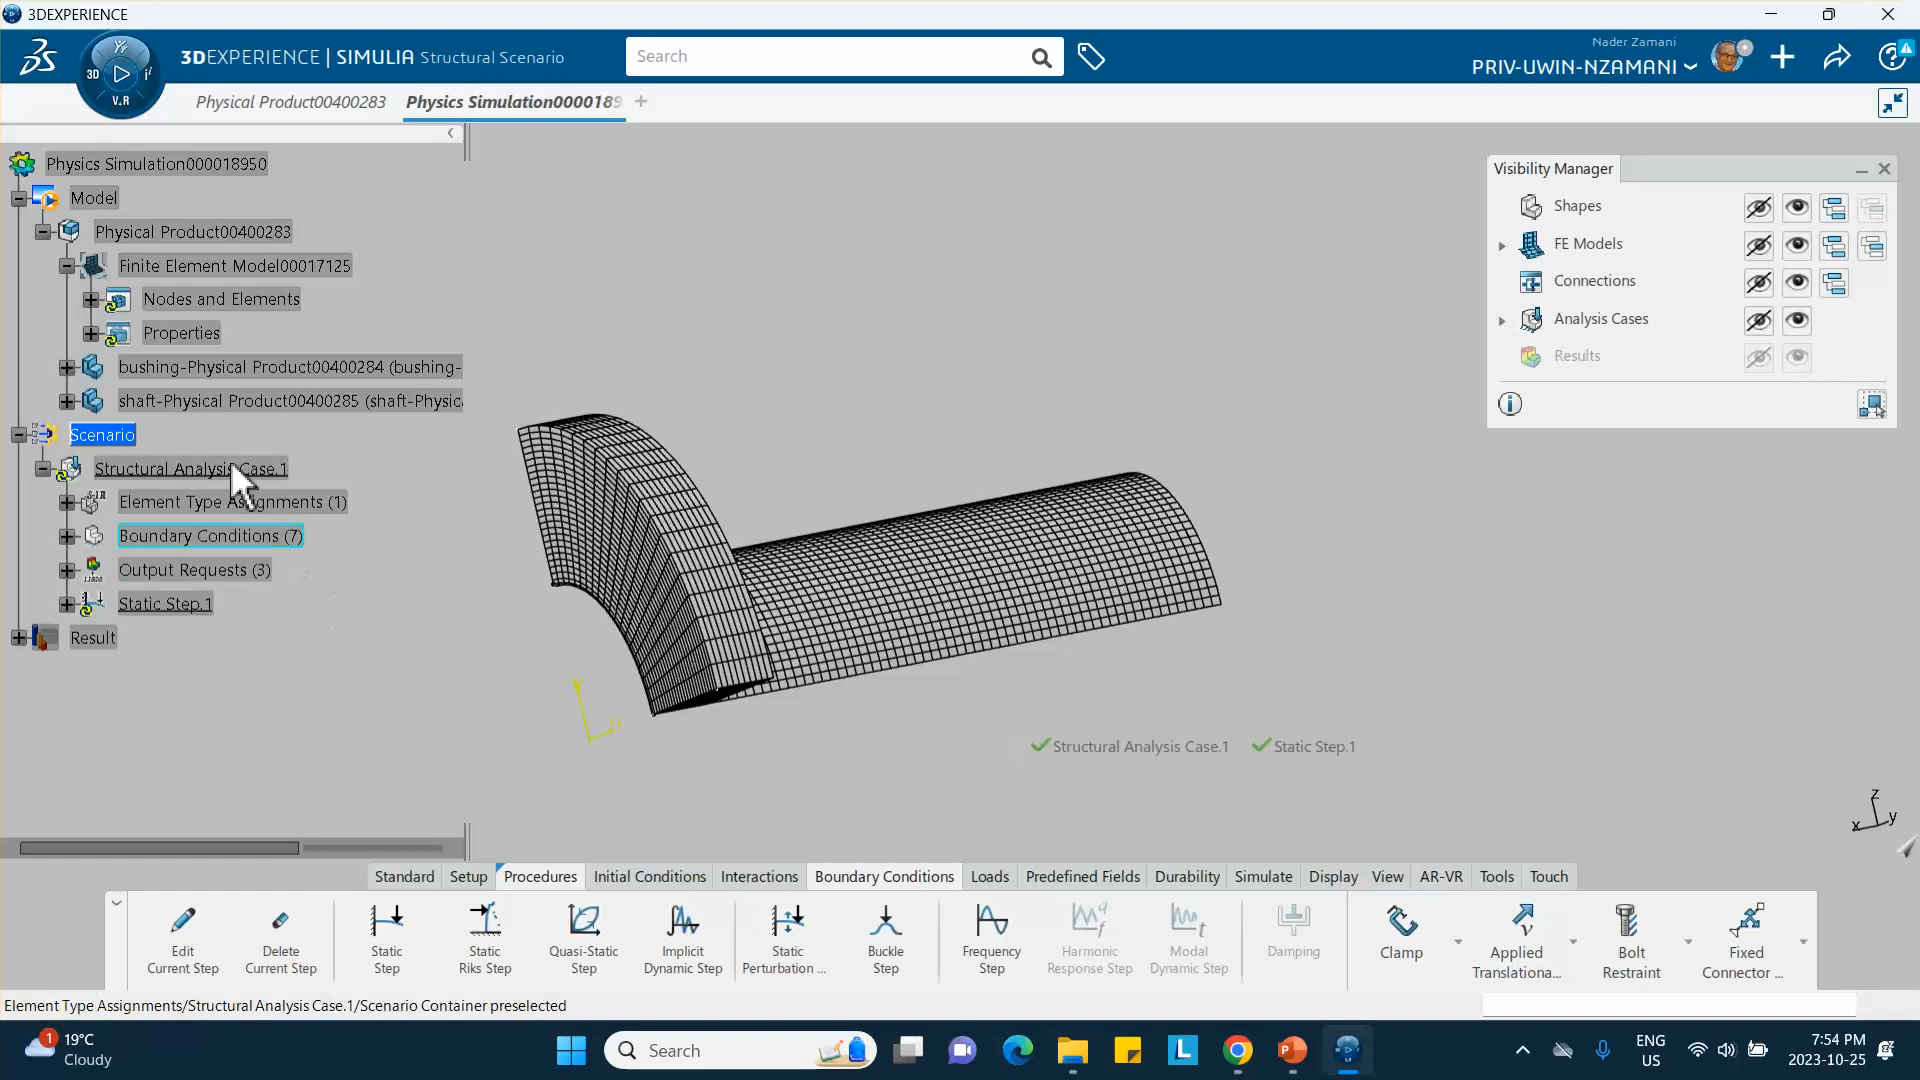 3DEXPERIENCE
3DEXPERIENCE | SIMULIA Structural Scenario
Search
Nader Zamani
PRIV-UWIN-NZAMANI
3D
V.R
Physical Product00400283
Physics Simulation0000189
Physics Simulation000018950
Model
Physical Product00400283
Finite Element Model00017125
Nodes and Elements
Properties
bushing-Physical Product00400284 (bushing-
shaft-Physical Product00400285 (shaft-Physic
Scenario
Structural Analysis Case.1
Element Type Assignments (1)
Boundary Conditions (7)
Output Requests (3)
Static Step.1
Result
Visibility Manager
Shapes
FE Models
Connections
Analysis Cases
Results
Structural Analysis Case.1
Static Step.1
z
x
y
Standard
Setup
Procedures
Initial Conditions
Interactions
Boundary Conditions
Loads
Predefined Fields
Durability
Simulate
Display
View
AR-VR
Tools
Touch
Edit
Current Step
Delete
Current Step
Static
Step
Static
Riks Step
Quasi-Static
Step
Implicit
Dynamic Step
Static
Perturbation ...
Buckle
Step
Frequency
Step
Harmonic
Response Step
Modal
Dynamic Step
Damping
Clamp
Applied
Translationa...
Bolt
Restraint
Fixed
Connector ...
Element Type Assignments/Structural Analysis Case.1/Scenario Container preselected
1
19°C
Cloudy
Search
ENG
US
7:54 PM
2023-10-25